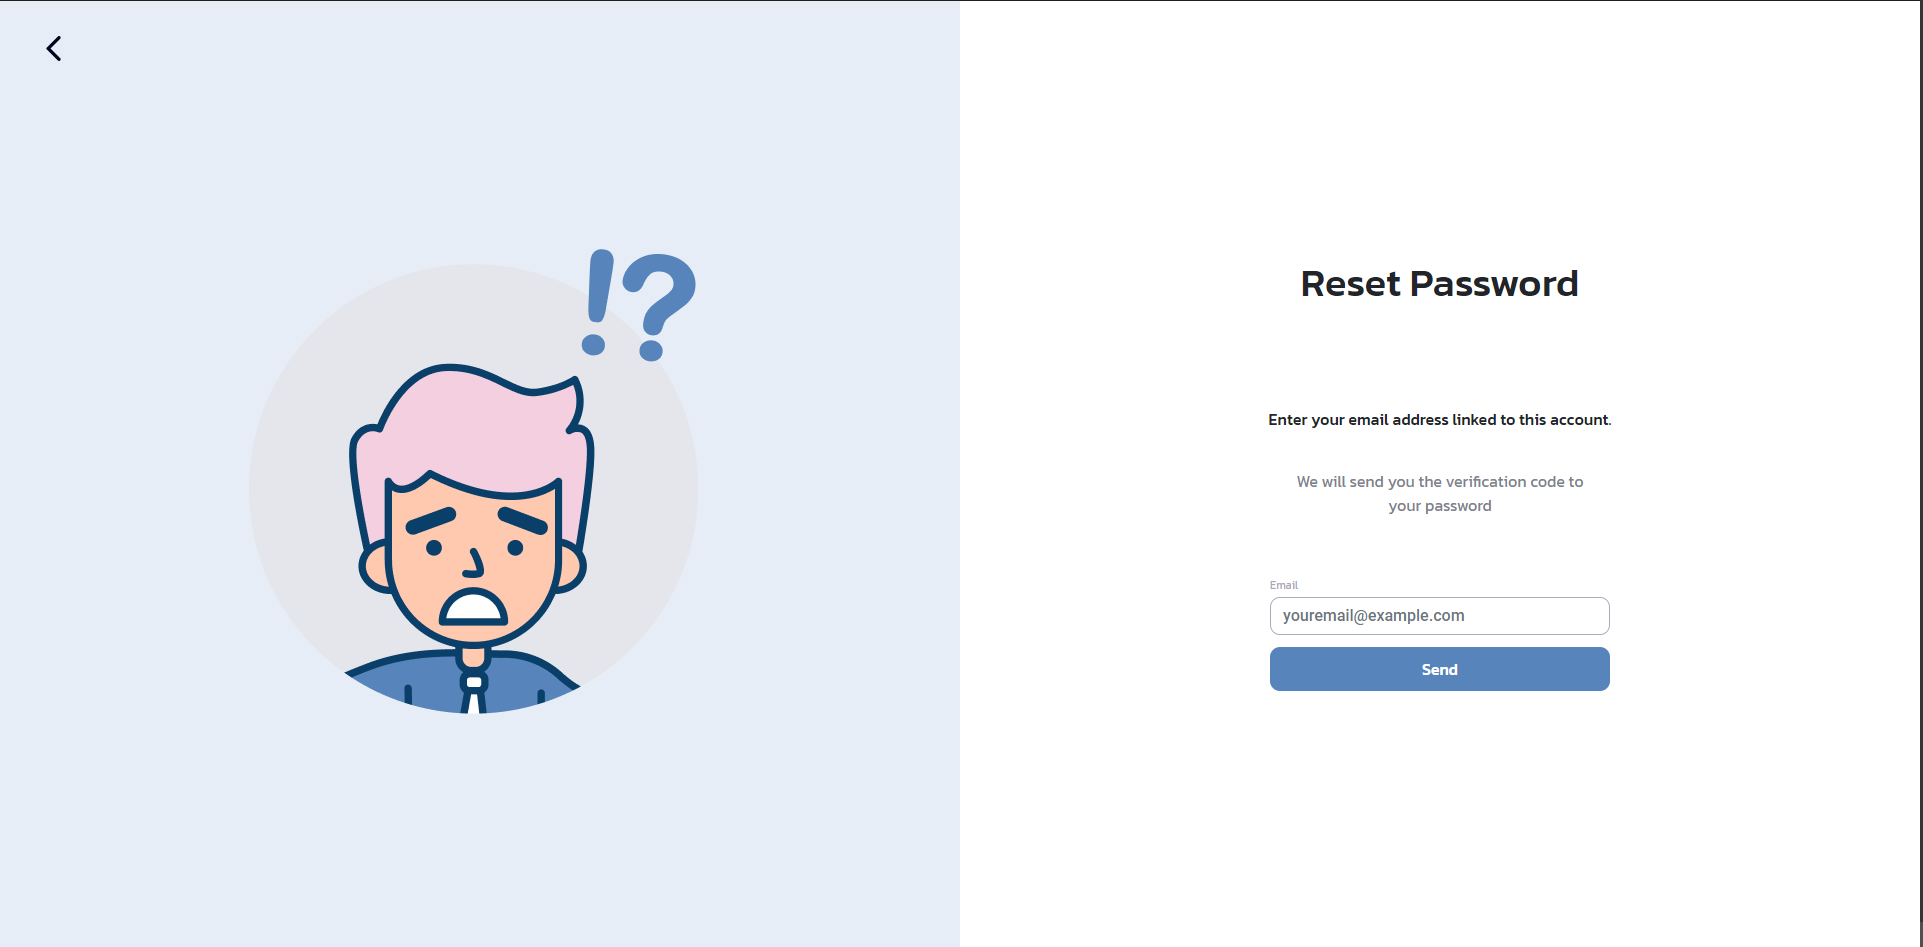 !?
Reset Password
Enter your email address linked to this account.
We will send you the verification code to
your password
Email
youremail@example.com
Send